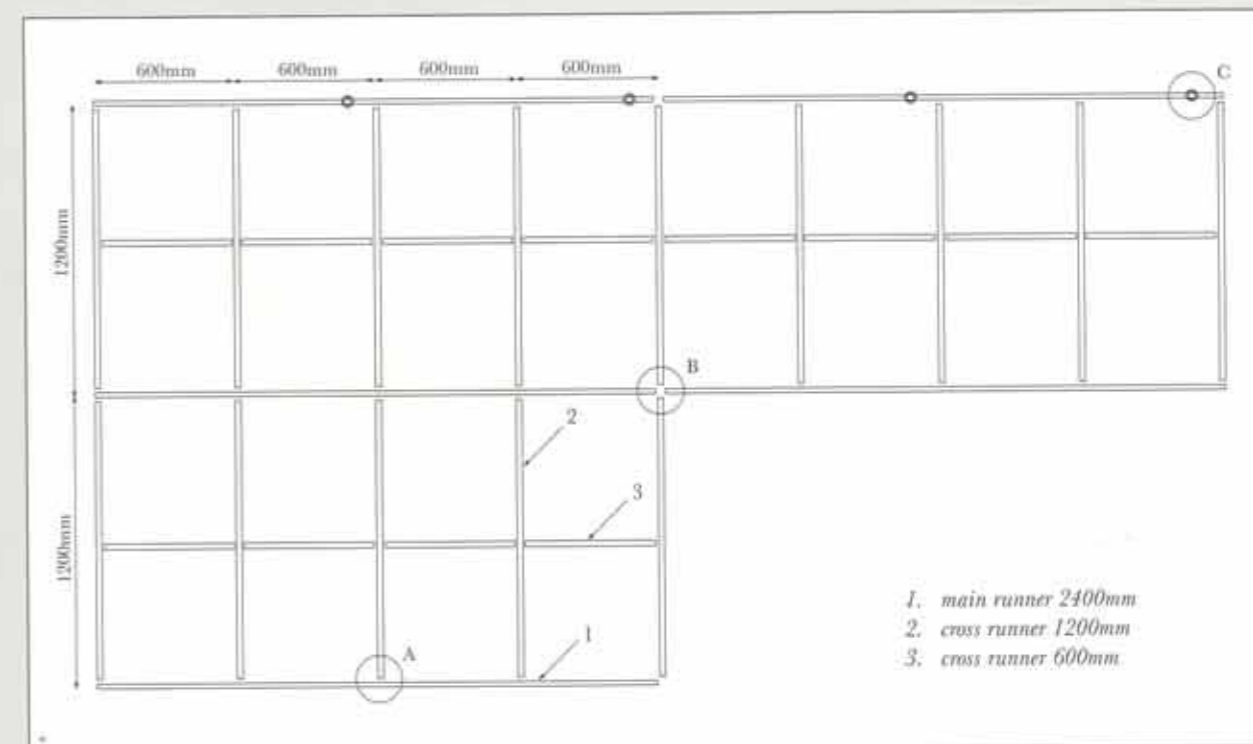 600mm 600mm 600mm 600mm
C
1200mm
B
2
3
1200mm
A
1
1. main runner 2400mm
2. cross runner 1200mm
3. cross runner 600mm